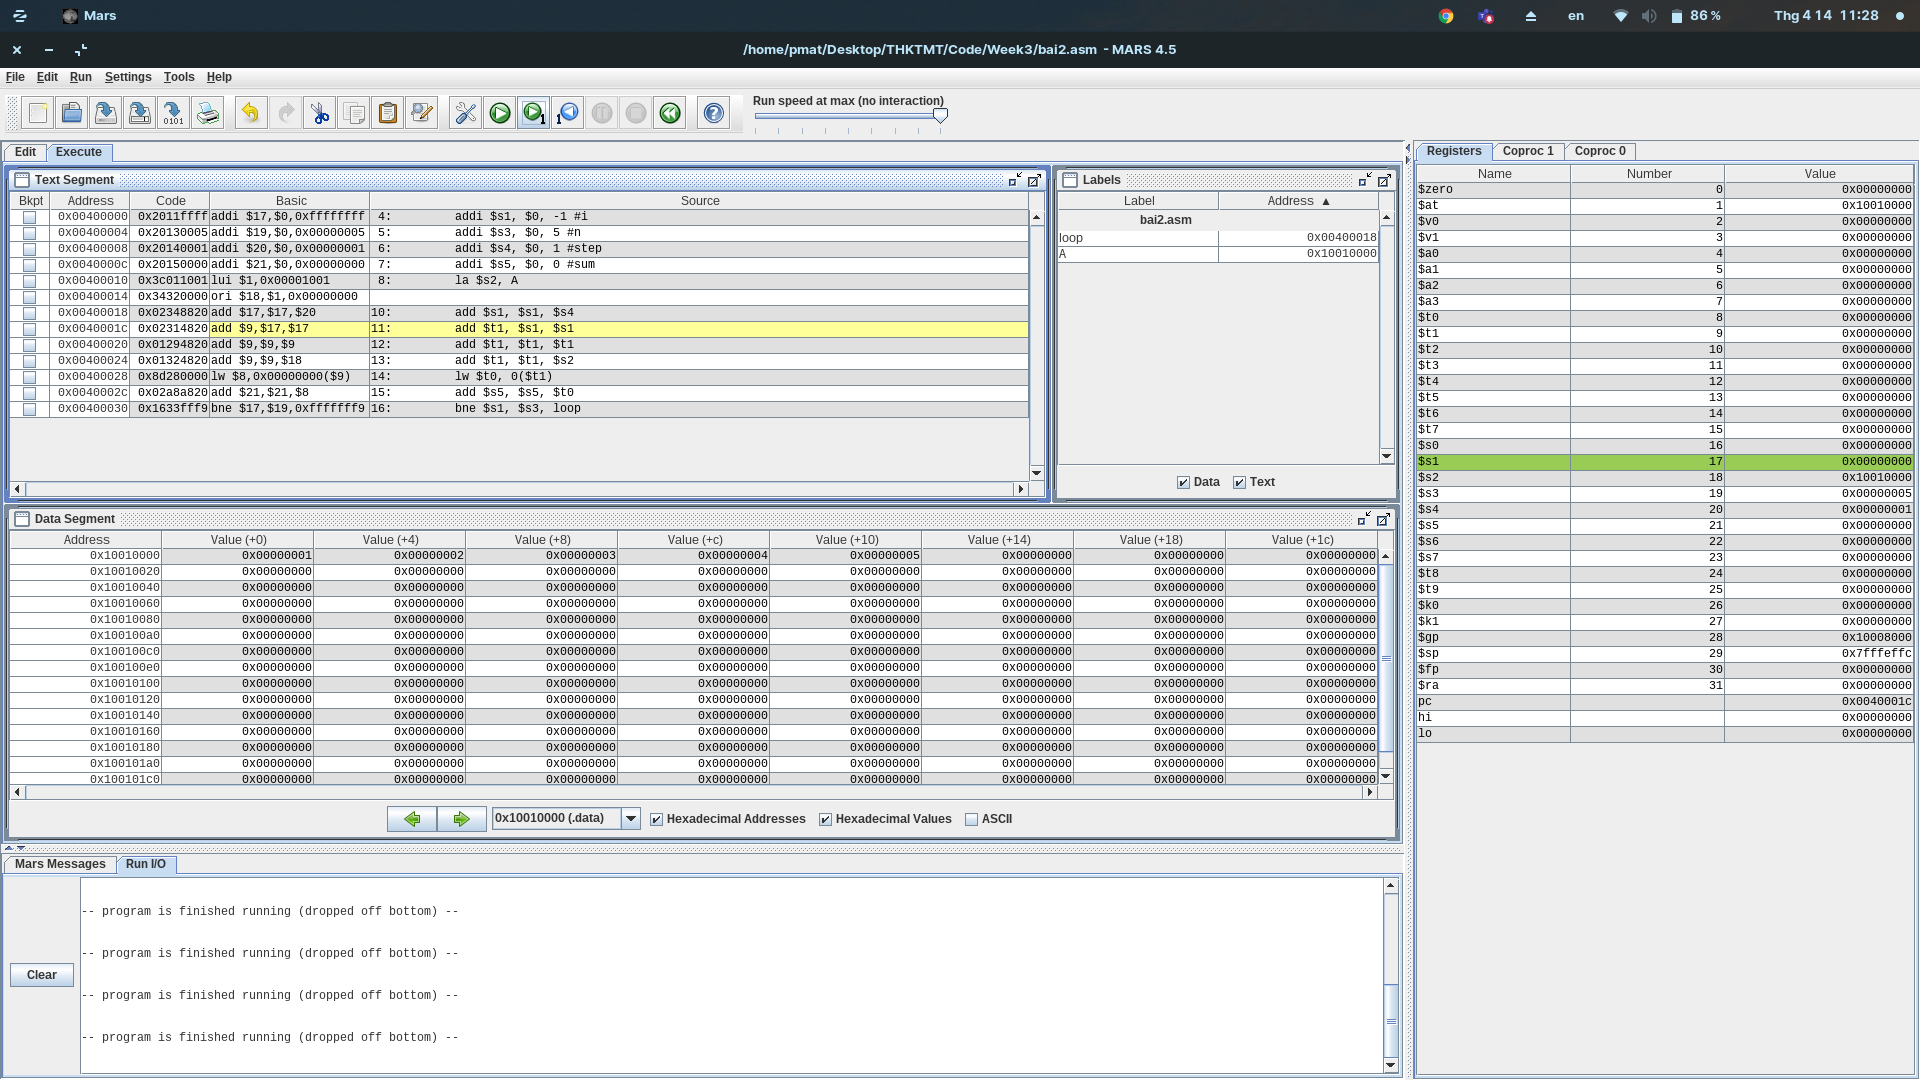 Mars
en
86 %
Thg 4 14 11:28
/home/pmat/Desktop/THKTMT/Code/Week3/bai2.asm - MARS 4.5
File Edit Run Settings Tools Help
Run speed at max (no interaction)
Edit Execute
Text Segment
Bkpt Address Code Basic Source
0x00400000 0x2011ffff addi $17,$0,0xffffffff 4: addi $s1, $0, -1 #i
0x00400004 0x20130005 addi $19,$0,0x00000005 5: addi $s3, $0, 5 #n
0x00400008 0x20140001 addi $20,$0,0x00000001 6: addi $s4, $0, 1 #step
0x0040000c 0x20150000 addi $21,$0,0x00000000 7: addi $s5, $0, 0 #sum
0x00400010 0x3c011001 lui $1,0x00001001 8: la $s2, A
0x00400014 0x34320000 ori $18,$1,0x00000000
0x00400018 0x02348820 add $17,$17,$20 10: add $s1, $s1, $s4
0x0040001c 0x02314820 add $9,$17,$17 11: add $t1, $s1, $s1
0x00400020 0x01294820 add $9,$9,$9 12: add $t1, $t1, $t1
0x00400024 0x01324820 add $9,$9,$18 13: add $t1, $t1, $s2
0x00400028 0x8d280000 lw $8,0x00000000($9) 14: lw $t0, 0($t1)
0x0040002c 0x02a8a820 add $21,$21,$8 15: add $s5, $s5, $t0
0x00400030 0x1633fff9 bne $17,$19,0xfffffff9 16: bne $s1, $s3, loop
Labels
Label Address ▲
bai2.asm
loop 0x00400018
A 0x10010000
Data Text
Data Segment
Address Value (+0) Value (+4) Value (+8) Value (+c) Value (+10) Value (+14) Value (+18) Value (+1c)
0x10010000 0x00000001 0x00000002 0x00000003 0x00000004 0x00000005 0x00000000 0x00000000 0x00000000
0x10010020 0x00000000 0x00000000 0x00000000 0x00000000 0x00000000 0x00000000 0x00000000 0x00000000
0x10010040 0x00000000 0x00000000 0x00000000 0x00000000 0x00000000 0x00000000 0x00000000 0x00000000
0x10010060 0x00000000 0x00000000 0x00000000 0x00000000 0x00000000 0x00000000 0x00000000 0x00000000
0x10010080 0x00000000 0x00000000 0x00000000 0x00000000 0x00000000 0x00000000 0x00000000 0x00000000
0x100100a0 0x00000000 0x00000000 0x00000000 0x00000000 0x00000000 0x00000000 0x00000000 0x00000000
0x100100c0 0x00000000 0x00000000 0x00000000 0x00000000 0x00000000 0x00000000 0x00000000 0x00000000
0x100100e0 0x00000000 0x00000000 0x00000000 0x00000000 0x00000000 0x00000000 0x00000000 0x00000000
0x10010100 0x00000000 0x00000000 0x00000000 0x00000000 0x00000000 0x00000000 0x00000000 0x00000000
0x10010120 0x00000000 0x00000000 0x00000000 0x00000000 0x00000000 0x00000000 0x00000000 0x00000000
0x10010140 0x00000000 0x00000000 0x00000000 0x00000000 0x00000000 0x00000000 0x00000000 0x00000000
0x10010160 0x00000000 0x00000000 0x00000000 0x00000000 0x00000000 0x00000000 0x00000000 0x00000000
0x10010180 0x00000000 0x00000000 0x00000000 0x00000000 0x00000000 0x00000000 0x00000000 0x00000000
0x100101a0 0x00000000 0x00000000 0x00000000 0x00000000 0x00000000 0x00000000 0x00000000 0x00000000
0x100101c0 0x00000000 0x00000000 0x00000000 0x00000000 0x00000000 0x00000000 0x00000000 0x00000000
0x10010000 (.data) Hexadecimal Addresses Hexadecimal Values ASCII
Mars Messages Run I/O
Clear
-- program is finished running (dropped off bottom) --
-- program is finished running (dropped off bottom) --
-- program is finished running (dropped off bottom) --
-- program is finished running (dropped off bottom) --
Registers Coproc 1 Coproc 0
Name Number Value
$zero 0 0x00000000
$at 1 0x10010000
$v0 2 0x00000000
$v1 3 0x00000000
$a0 4 0x00000000
$a1 5 0x00000000
$a2 6 0x00000000
$a3 7 0x00000000
$t0 8 0x00000000
$t1 9 0x00000000
$t2 10 0x00000000
$t3 11 0x00000000
$t4 12 0x00000000
$t5 13 0x00000000
$t6 14 0x00000000
$t7 15 0x00000000
$s0 16 0x00000000
$s1 17 0x00000000
$s2 18 0x10010000
$s3 19 0x00000005
$s4 20 0x00000001
$s5 21 0x00000000
$s6 22 0x00000000
$s7 23 0x00000000
$t8 24 0x00000000
$t9 25 0x00000000
$k0 26 0x00000000
$k1 27 0x00000000
$gp 28 0x10008000
$sp 29 0x7fffeffc
$fp 30 0x00000000
$ra 31 0x00000000
pc 0x0040001c
hi 0x00000000
lo 0x00000000